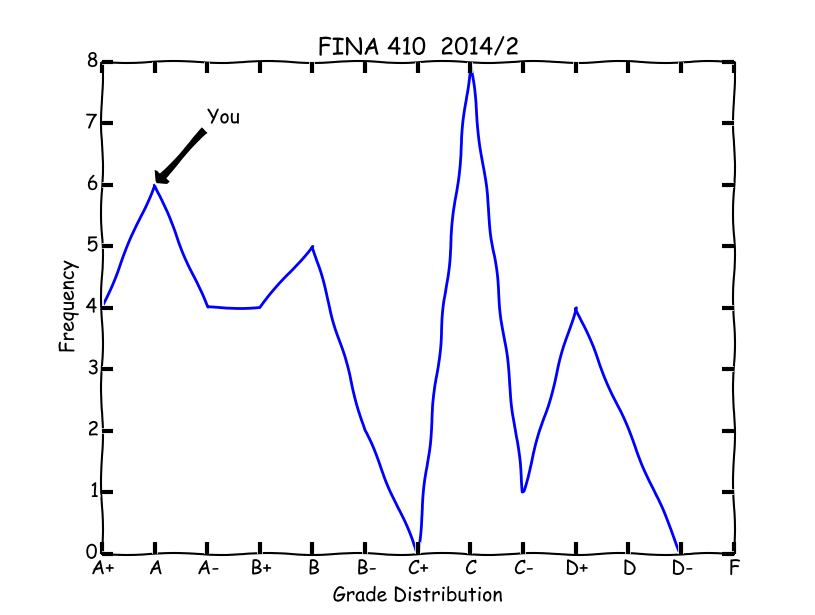 FINA 410 2014/2
8
You
7
6
5
Frequency
4
3
2
1
0
A+ A A- B+ B B- C+ C C- D+ D D- F
Grade Distribution